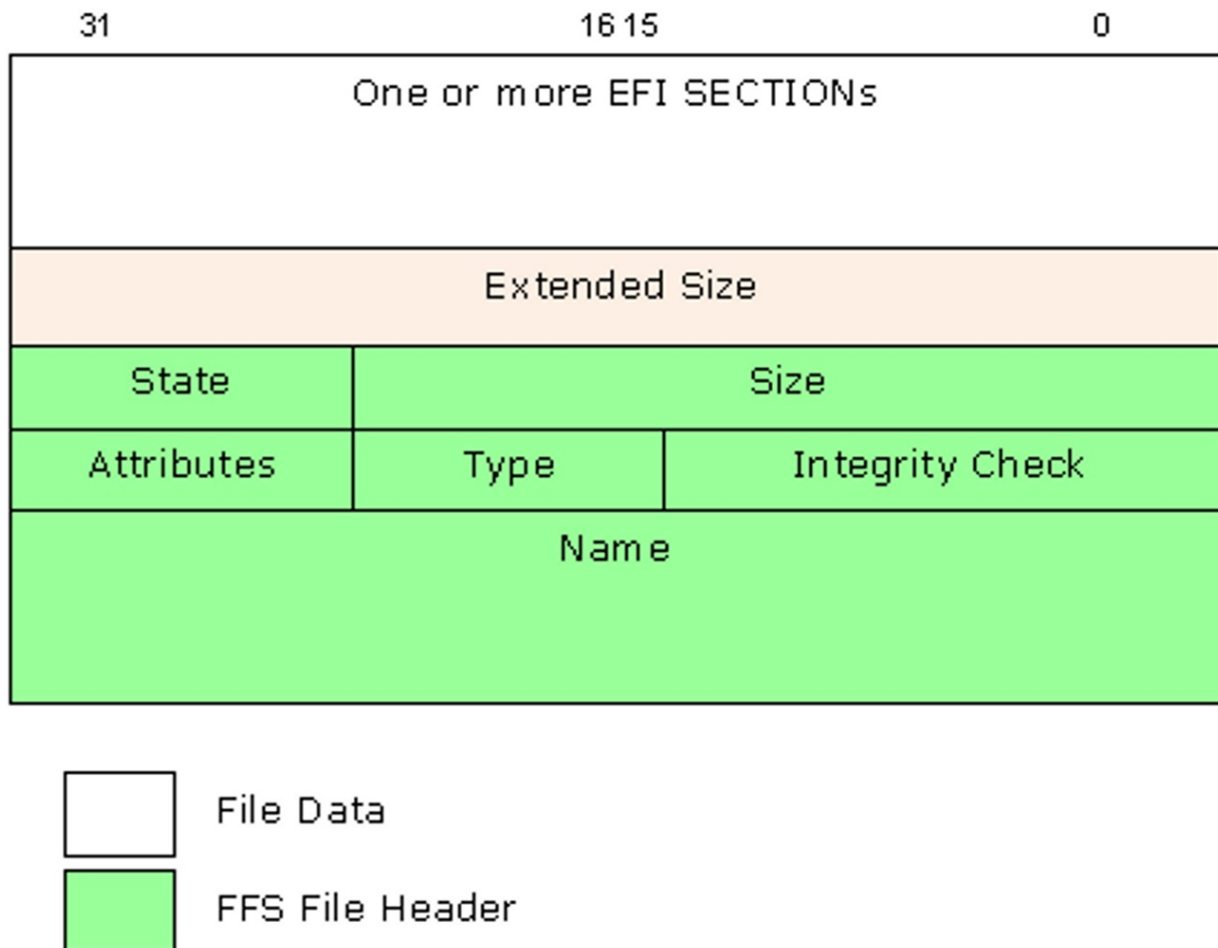 31 16 15 0
One or more EFI SECTIONs
Extended Size
State Size
Attributes Type Integrity Check
Name
File Data
FFS File Header